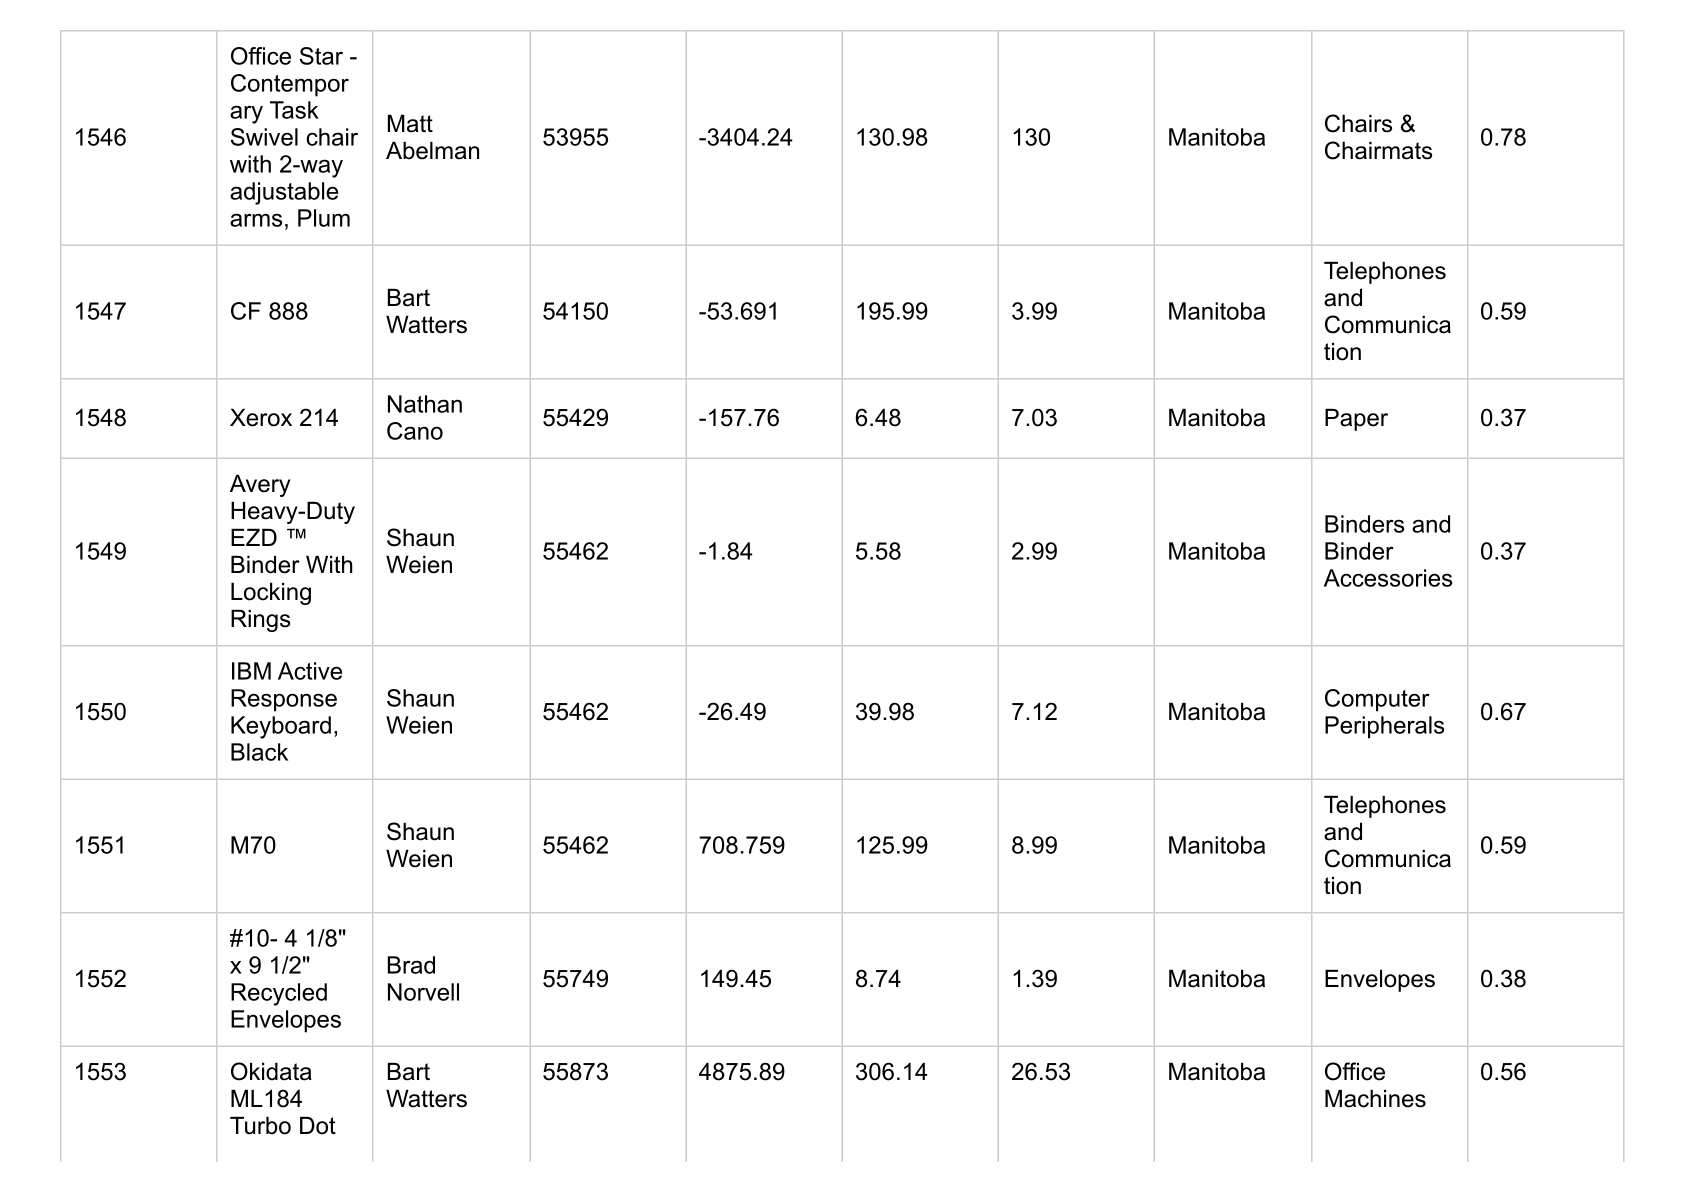 1546
Office Star -
Contempor
ary Task
Swivel chair
with 2-way
adjustable
arms, Plum
Matt
Abelman
53955
-3404.24
130.98
130
Manitoba
Chairs &
Chairmats
0.78
1547
CF 888
Bart
Watters
54150
-53.691
195.99
3.99
Manitoba
Telephones
and
Communica
tion
0.59
1548
Xerox 214
Nathan
Cano
55429
-157.76
6.48
7.03
Manitoba
Paper
0.37
1549
Avery
Heavy-Duty
EZD ™
Binder With
Locking
Rings
Shaun
Weien
55462
-1.84
5.58
2.99
Manitoba
Binders and
Binder
Accessories
0.37
1550
IBM Active
Response
Keyboard,
Black
Shaun
Weien
55462
-26.49
39.98
7.12
Manitoba
Computer
Peripherals
0.67
1551
M70
Shaun
Weien
55462
708.759
125.99
8.99
Manitoba
Telephones
and
Communica
tion
0.59
1552
#10- 4 1/8"
x 9 1/2"
Recycled
Envelopes
Brad
Norvell
55749
149.45
8.74
1.39
Manitoba
Envelopes
0.38
1553
Okidata
ML184
Turbo Dot
Bart
Watters
55873
4875.89
306.14
26.53
Manitoba
Office
Machines
0.56